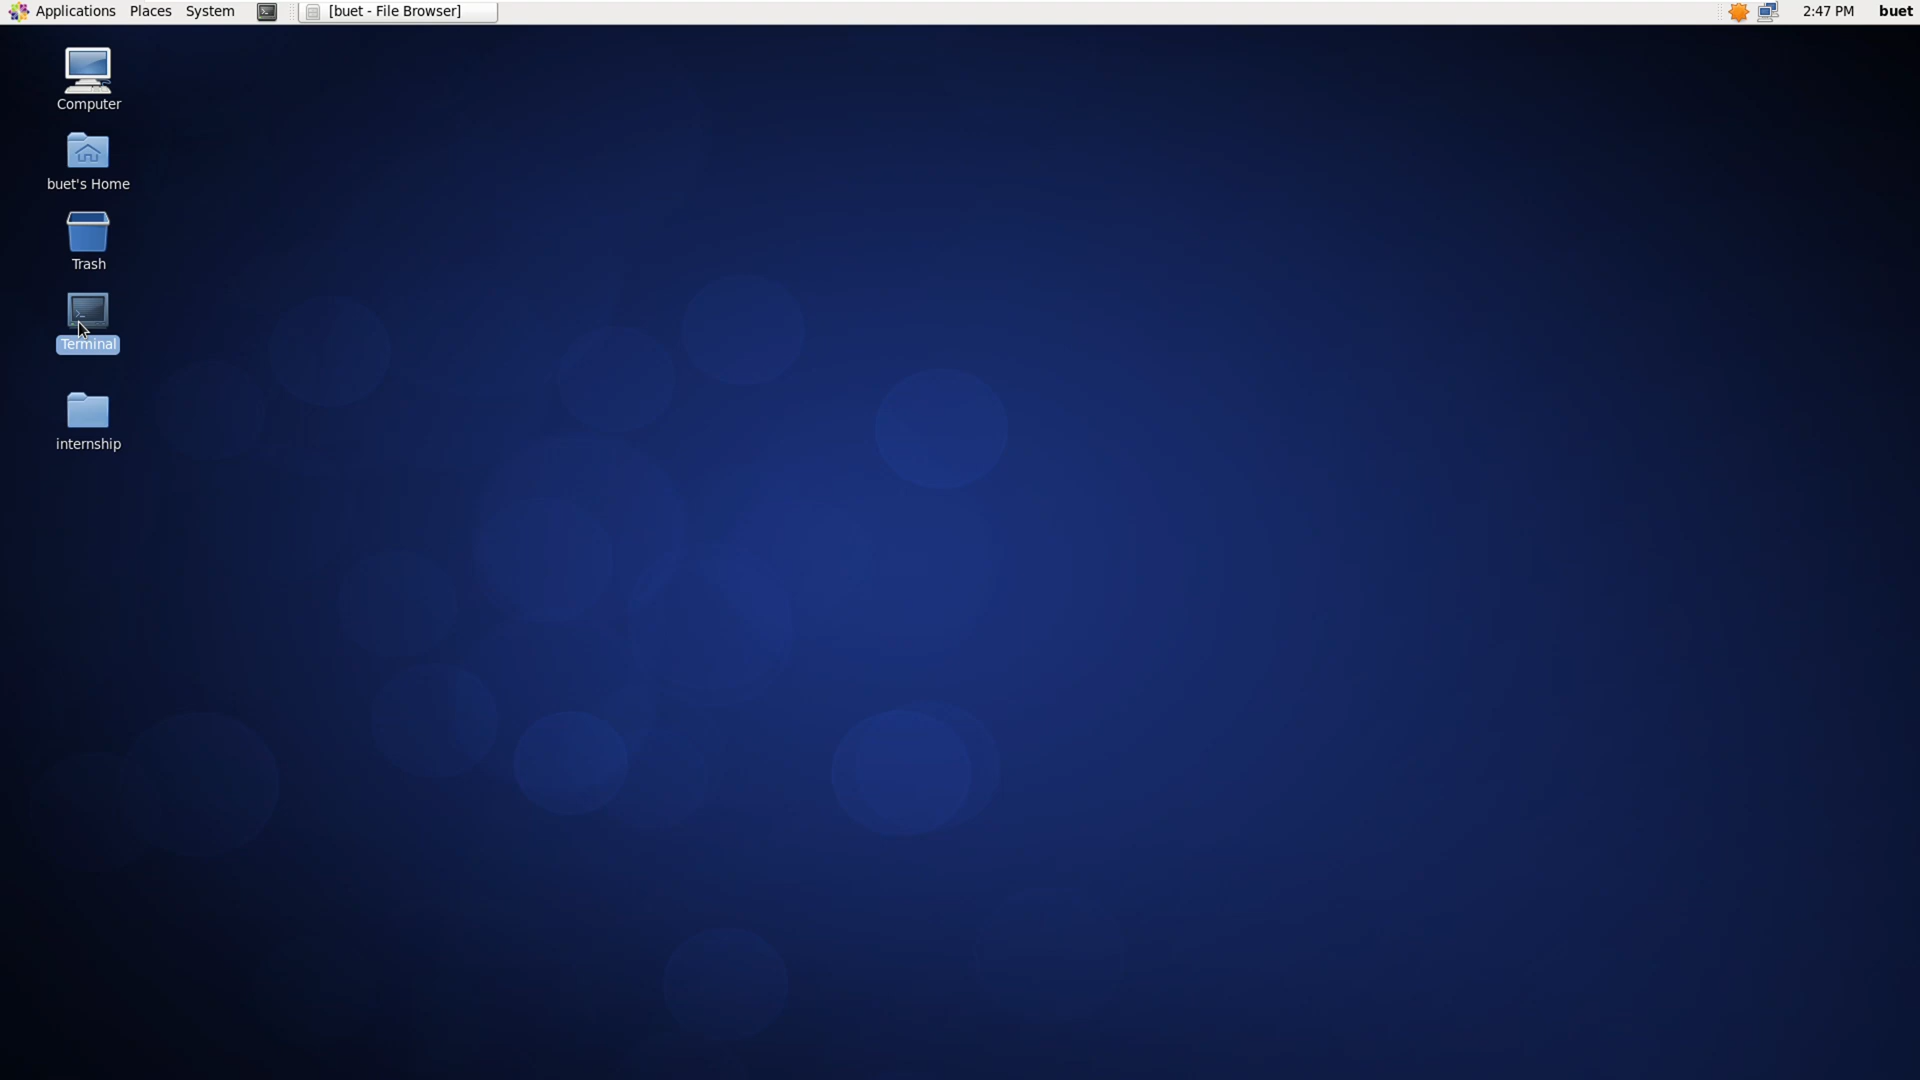 Applications Places System [buet - File Browser] 2:47 PM buet
Computer
buet's Home
Trash
Terminal
internship